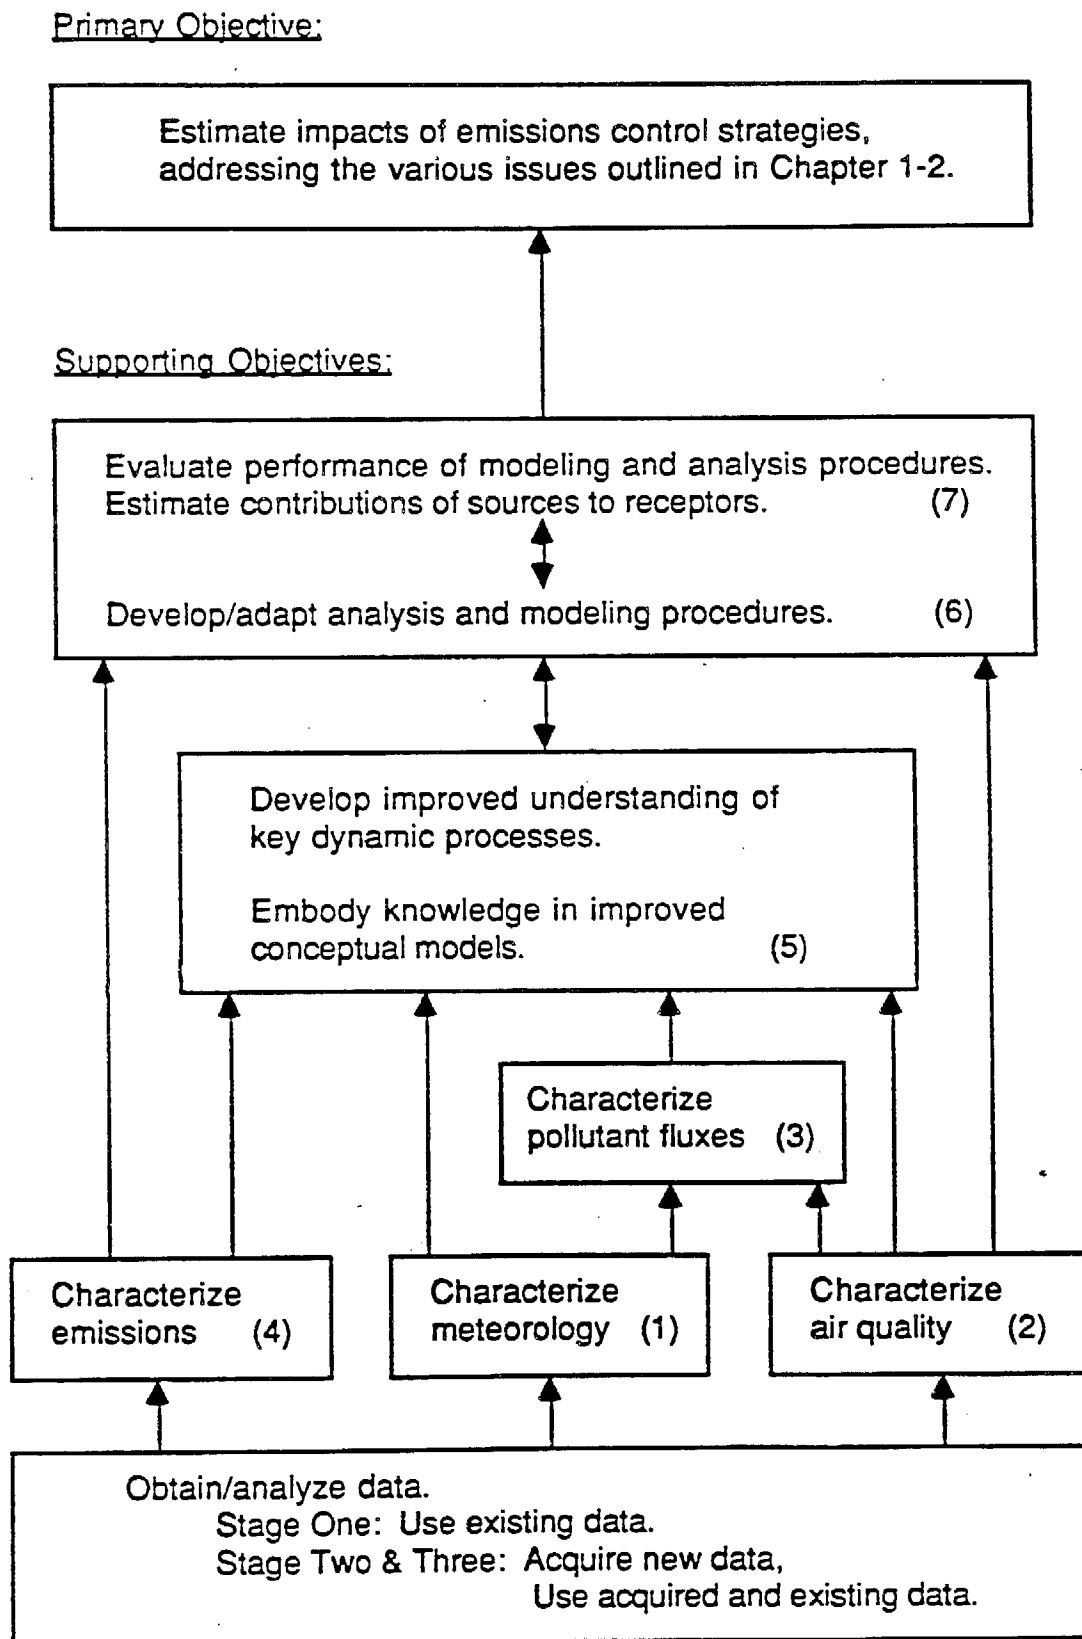 Primary Objective:
Estimate impacts of emissions control strategies,
addressing the various issues outlined in Chapter 1-2.
Supporting Objectives:
Evaluate performance of modeling and analysis procedures.
Estimate contributions of sources to receptors. (7)
Develop/adapt analysis and modeling procedures. (6)
Develop improved understanding of
key dynamic processes.
Embody knowledge in improved
conceptual models. (5)
Characterize
pollutant fluxes (3)
Characterize
emissions (4)
Characterize
meteorology (1)
Characterize
air quality (2)
Obtain/analyze data.
Stage One: Use existing data.
Stage Two & Three: Acquire new data,
Use acquired and existing data.